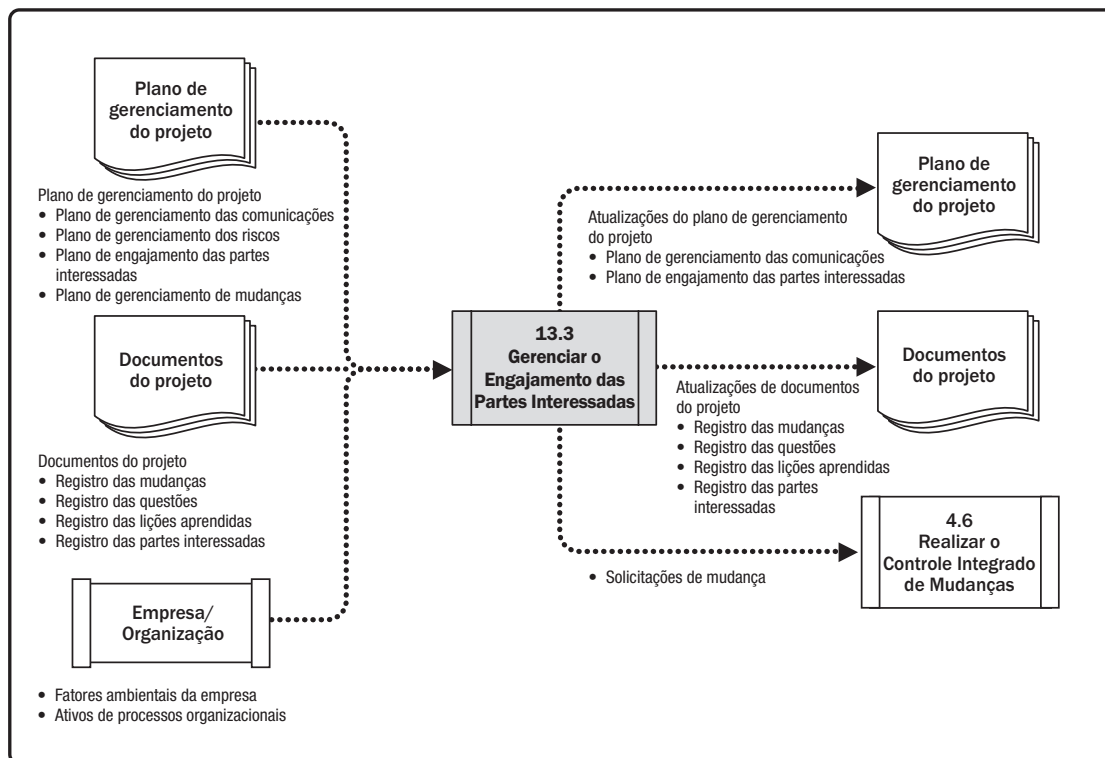 Plano de
gerenciamento
do projeto
Plano de gerenciamento do projeto
• Plano de gerenciamento das comunicações
• Plano de gerenciamento dos riscos
• Plano de engajamento das partes
interessadas
• Plano de gerenciamento de mudanças
Documentos
do projeto
Documentos do projeto
• Registro das mudanças
• Registro das questões
• Registro das lições aprendidas
• Registro das partes interessadas
Empresa/
Organização
• Fatores ambientais da empresa
• Ativos de processos organizacionais
13.3
Gerenciar o
Engajamento das
Partes Interessadas
Atualizações do plano de gerenciamento
do projeto
• Plano de gerenciamento das comunicações
• Plano de engajamento das partes interessadas
Plano de
gerenciamento
do projeto
Atualizações de documentos
do projeto
• Registro das mudanças
• Registro das questões
• Registro das lições aprendidas
• Registro das partes
interessadas
Documentos
do projeto
• Solicitações de mudança
4.6
Realizar o
Controle Integrado
de Mudanças